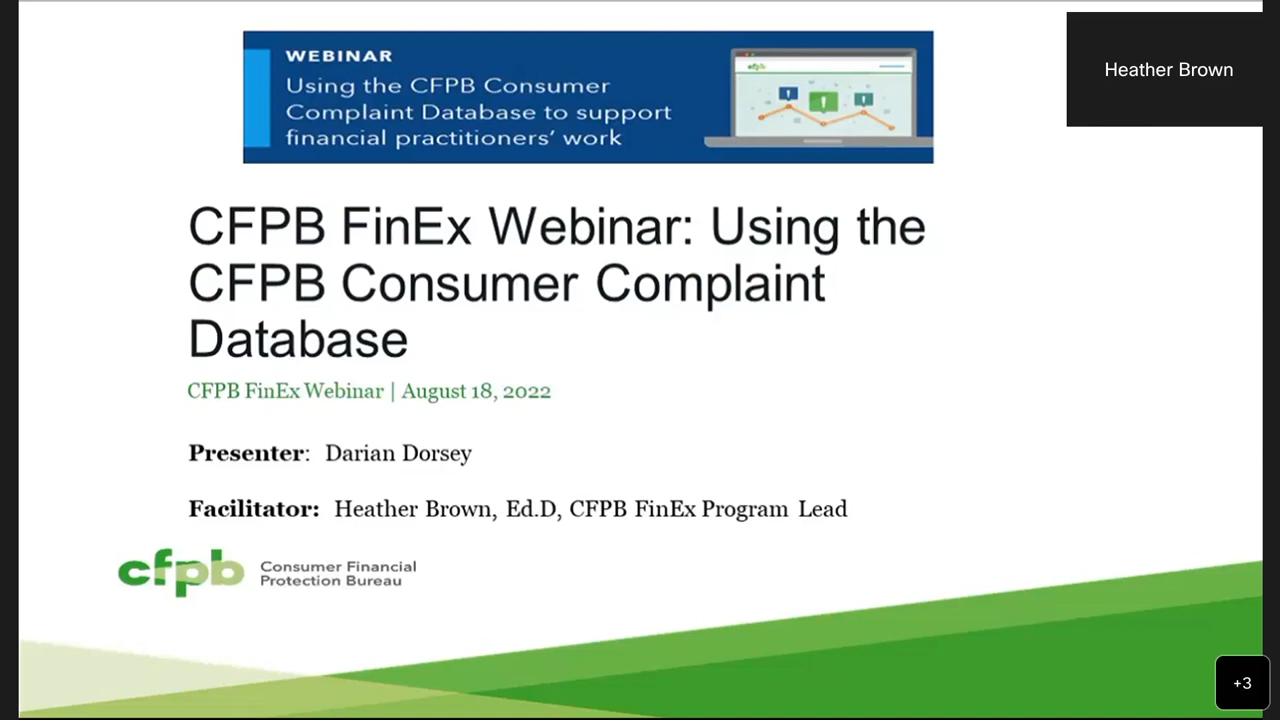 WEBINAR
Using the CFPB Consumer
Complaint Database to support
financial practitioners' work
cfpb
Heather Brown
CFPB FinEx Webinar: Using the
CFPB Consumer Complaint
Database
CFPB FinEx Webinar | August 18, 2022
Presenter: Darian Dorsey
Facilitator: Heather Brown, Ed.D, CFPB FinEx Program Lead
cfpb
Consumer Financial
Protection Bureau
+3